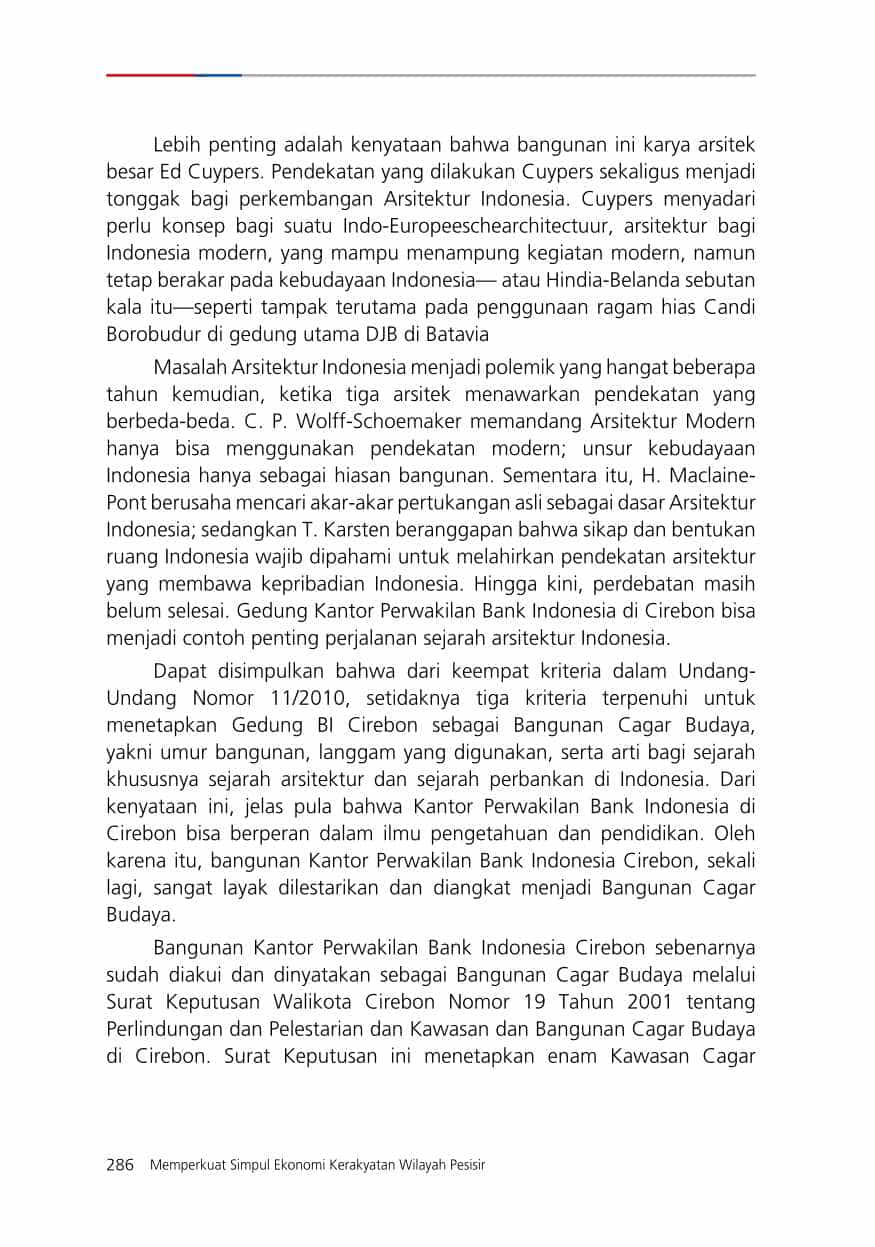 Lebih penting adalah kenyataan bahwa bangunan ini karya arsitek
besar Ed Cuypers. Pendekatan yang dilakukan Cuypers sekaligus menjadi
tonggak bagi perkembangan Arsitektur Indonesia. Cuypers menyadari
perlu konsep bagi suatu Indo-Europeeschearchitectuur, arsitektur bagi
Indonesia modern, yang mampu menampung kegiatan modern, namun
tetap berakar pada kebudayaan Indonesia— atau Hindia-Belanda sebutan
kala itu—seperti tampak terutama pada penggunaan ragam hias Candi
Borobudur di gedung utama DJB di Batavia
Masalah Arsitektur Indonesia menjadi polemik yang hangat beberapa
tahun kemudian, ketika tiga arsitek menawarkan pendekatan yang
berbeda-beda. C. P. Wolff-Schoemaker memandang Arsitektur Modern
hanya bisa menggunakan pendekatan modern; unsur kebudayaan
Indonesia hanya sebagai hiasan bangunan. Sementara itu, H. Maclaine-
Pont berusaha mencari akar-akar pertukangan asli sebagai dasar Arsitektur
Indonesia; sedangkan T. Karsten beranggapan bahwa sikap dan bentukan
ruang Indonesia wajib dipahami untuk melahirkan pendekatan arsitektur
yang membawa kepribadian Indonesia. Hingga kini, perdebatan masih
belum selesai. Gedung Kantor Perwakilan Bank Indonesia di Cirebon bisa
menjadi contoh penting perjalanan sejarah arsitektur Indonesia.
Dapat disimpulkan bahwa dari keempat kriteria dalam Undang-
Undang Nomor 11/2010, setidaknya tiga kriteria terpenuhi untuk
menetapkan Gedung BI Cirebon sebagai Bangunan Cagar Budaya,
yakni umur bangunan, langgam yang digunakan, serta arti bagi sejarah
khususnya sejarah arsitektur dan sejarah perbankan di Indonesia. Dari
kenyataan ini, jelas pula bahwa Kantor Perwakilan Bank Indonesia di
Cirebon bisa berperan dalam ilmu pengetahuan dan pendidikan. Oleh
karena itu, bangunan Kantor Perwakilan Bank Indonesia Cirebon, sekali
lagi, sangat layak dilestarikan dan diangkat menjadi Bangunan Cagar
Budaya.
Bangunan Kantor Perwakilan Bank Indonesia Cirebon sebenarnya
sudah diakui dan dinyatakan sebagai Bangunan Cagar Budaya melalui
Surat Keputusan Walikota Cirebon Nomor 19 Tahun 2001 tentang
Perlindungan dan Pelestarian dan Kawasan dan Bangunan Cagar Budaya
di Cirebon. Surat Keputusan ini menetapkan enam Kawasan Cagar
286 Memperkuat Simpul Ekonomi Kerakyatan Wilayah Pesisir